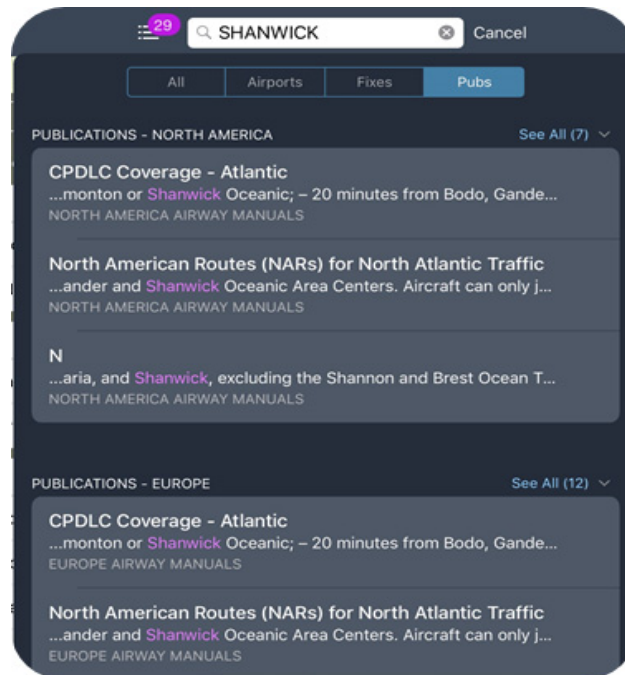 29
SHANWICK
Cancel
All
Airports
Fixes
Pubs
PUBLICATIONS - NORTH AMERICA
See All (7)
CPDLC Coverage - Atlantic
...monton or Shanwick Oceanic; – 20 minutes from Bodo, Gande...
NORTH AMERICA AIRWAY MANUALS
North American Routes (NARs) for North Atlantic Traffic
...ander and Shanwick Oceanic Area Centers. Aircraft can only j...
NORTH AMERICA AIRWAY MANUALS
N
...aria, and Shanwick, excluding the Shannon and Brest Ocean T...
NORTH AMERICA AIRWAY MANUALS
PUBLICATIONS - EUROPE
See All (12)
CPDLC Coverage - Atlantic
...monton or Shanwick Oceanic; – 20 minutes from Bodo, Gande...
EUROPE AIRWAY MANUALS
North American Routes (NARs) for North Atlantic Traffic
...ander and Shanwick Oceanic Area Centers. Aircraft can only j...
EUROPE AIRWAY MANUALS